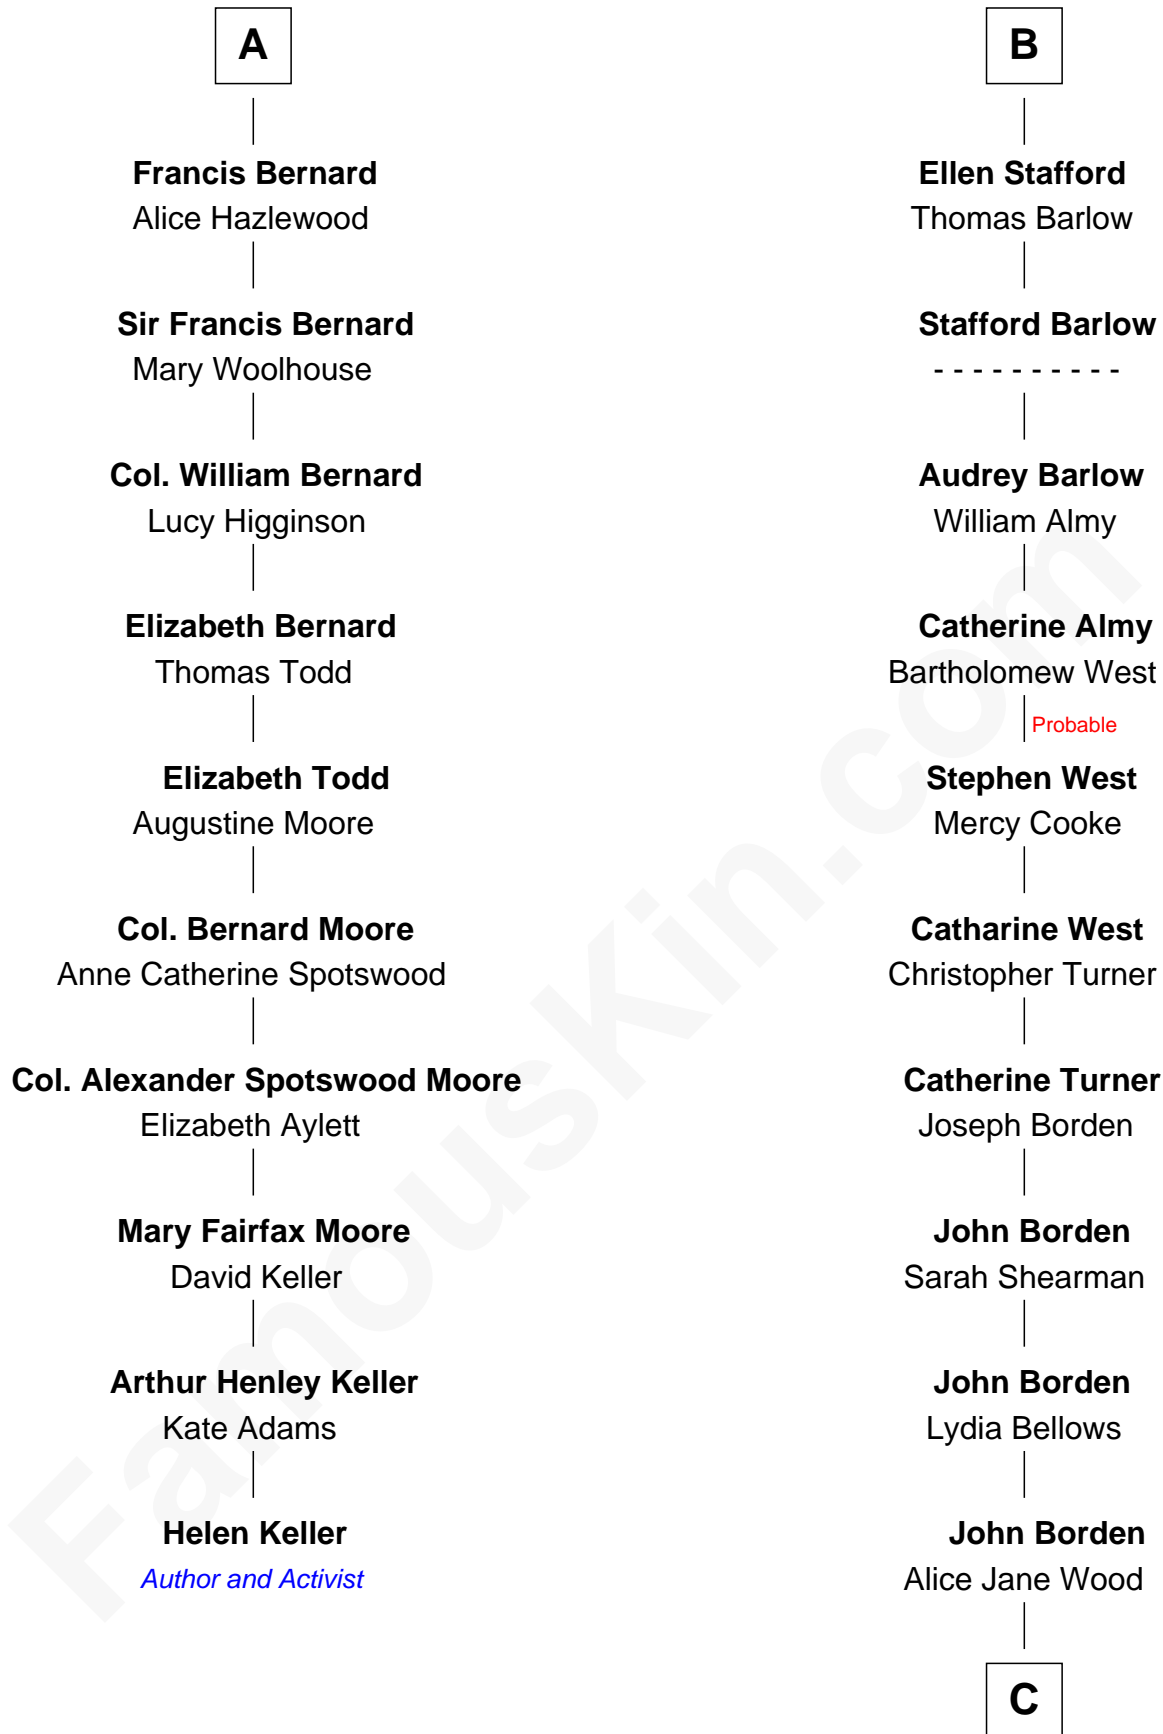 A
Francis Bernard
Alice Hazlewood
Sir Francis Bernard
Mary Woolhouse
Col. William Bernard
Lucy Higginson
Elizabeth Bernard
Thomas Todd
Elizabeth Todd
Augustine Moore
Col. Bernard Moore
Anne Catherine Spotswood
Col. Alexander Spotswood Moore
Elizabeth Aylett
Mary Fairfax Moore
David Keller
Arthur Henley Keller
Kate Adams
Helen Keller
Author and Activist
B
Ellen Stafford
Thomas Barlow
Stafford Barlow
- - - - - - - - - -
Audrey Barlow
William Almy
Catherine Almy
Bartholomew West
Probable
Stephen West
Mercy Cooke
Catharine West
Christopher Turner
Catherine Turner
Joseph Borden
John Borden
Sarah Shearman
John Borden
Lydia Bellows
John Borden
Alice Jane Wood
C
FamousKin.com